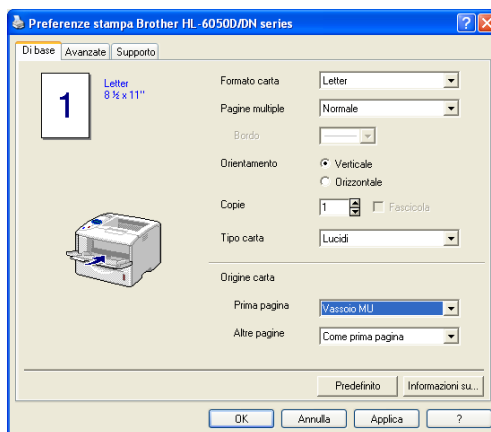 Preferenze stampa Brother HL-6050D/DN series
Di base Avanzate Supporto
1
Letter
8 ½ x 11"
Formato carta Letter
Pagine multiple Normale
Bordo
Orientamento Verticale
Orizzontale
Copie 1 Fascicola
Tipo carta Lucidi
Origine carta
Prima pagina Vassoio MU
Altre pagine Come prima pagina
Predefinito Informazioni su...
OK Annulla Applica ?